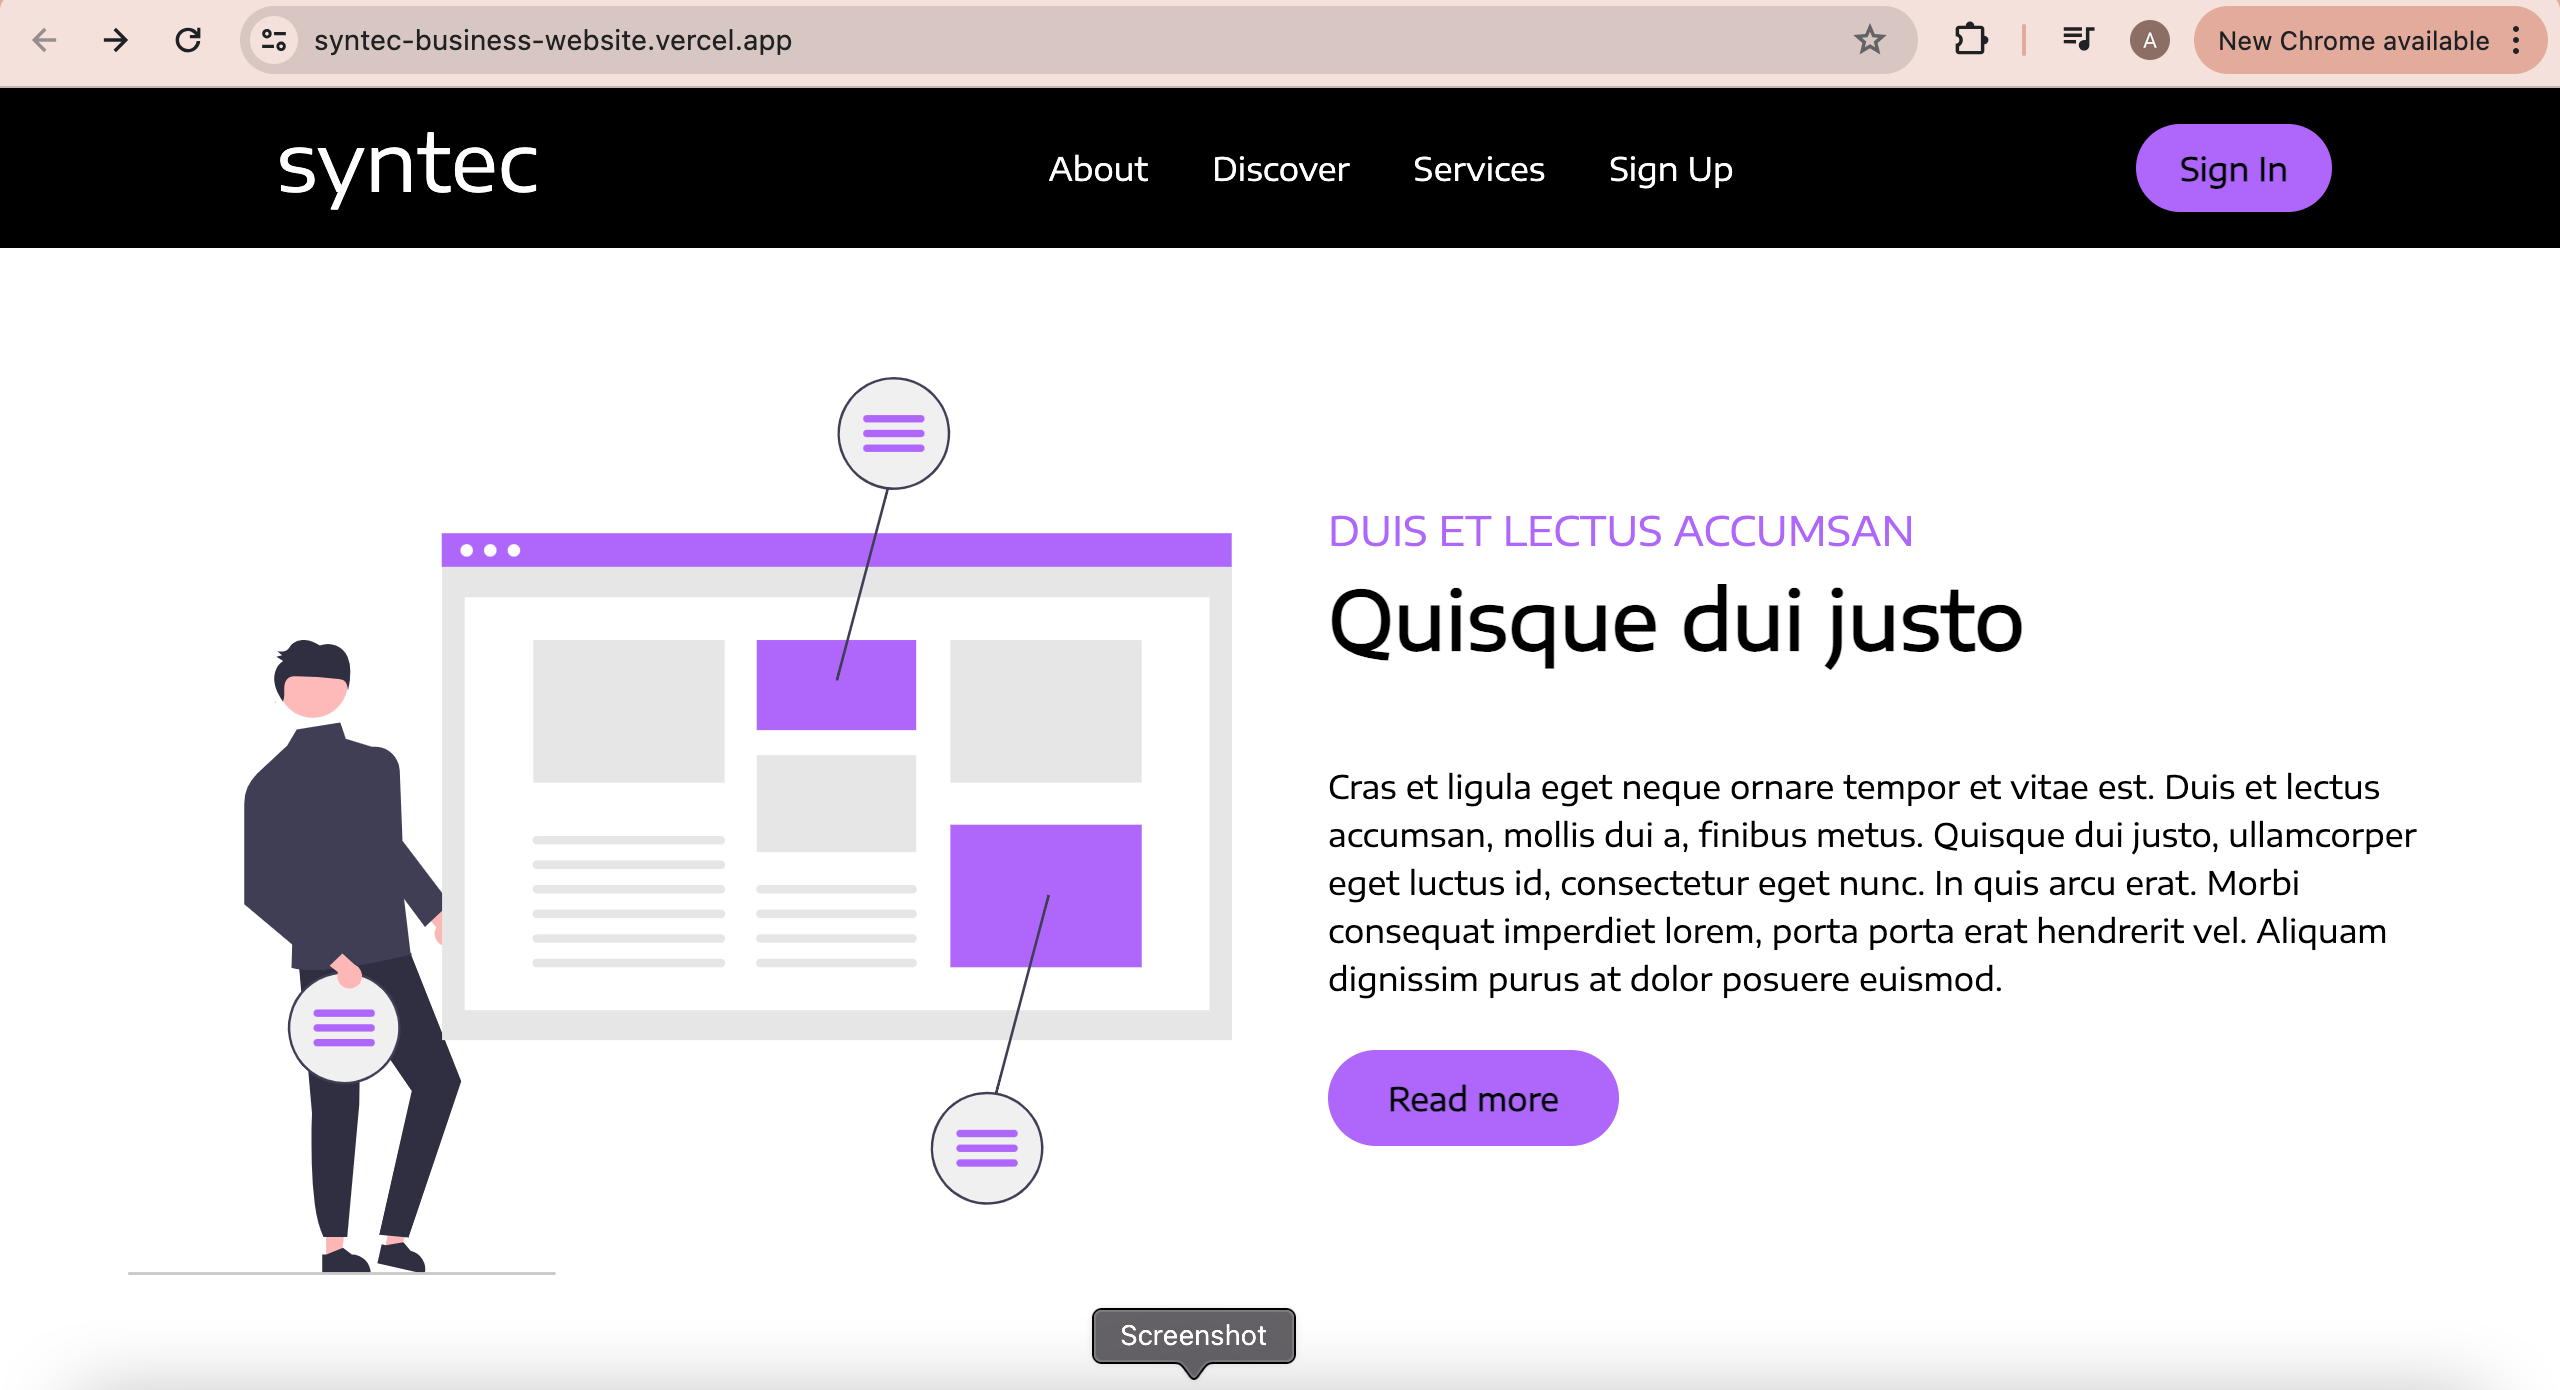 syntec-business-website.vercel.app
A
New Chrome available
syntec
About
Discover
Services
Sign Up
Sign In
DUIS ET LECTUS ACCUMSAN
Quisque dui justo
Cras et ligula eget neque ornare tempor et vitae est. Duis et lectus
accumsan, mollis dui a, finibus metus. Quisque dui justo, ullamcorper
eget luctus id, consectetur eget nunc. In quis arcu erat. Morbi
consequat imperdiet lorem, porta porta erat hendrerit vel. Aliquam
dignissim purus at dolor posuere euismod.
Read more
Screenshot